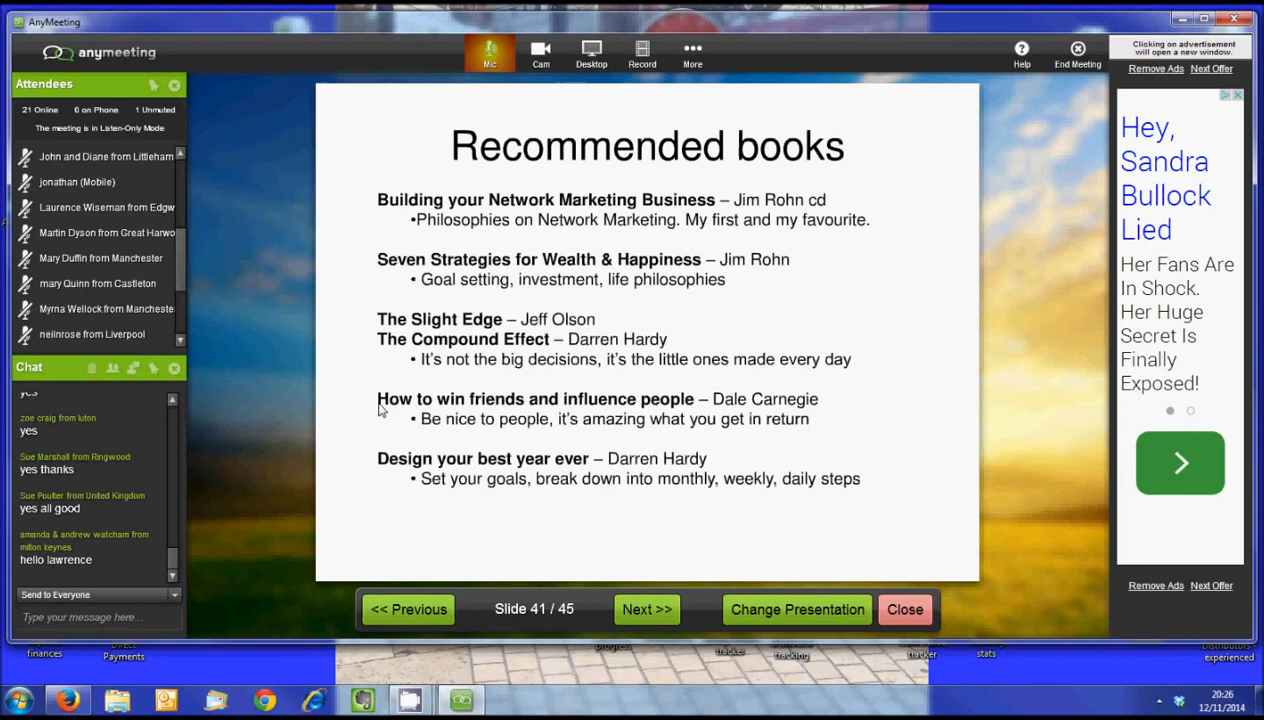 AnyMeeting
anymeeting
Mic
Cam
Desktop
Record
More
Help
End Meeting
Clicking on advertisement
will open a new window.
Remove Ads Next Offer
Attendees
21 Online 0 on Phone 1 Unmuted
The meeting is in Listen-Only Mode
John and Diane from Littleham
jonathan (Mobile)
Laurence Wiseman from Edgw
Martin Dyson from Great Harwo
Mary Duffin from Manchester
mary Quinn from Castleton
Myrna Wellock from Mancheste
neilnrose from Liverpool
Chat
yes
zoe craig from luton
yes
Sue Marshall from Ringwood
yes thanks
Sue Poulter from United Kingdom
yes all good
amanda & andrew watcham from
milton keynes
hello lawrence
Send to Everyone
Type your message here...
Recommended books
Building your Network Marketing Business – Jim Rohn cd
•Philosophies on Network Marketing. My first and my favourite.
Seven Strategies for Wealth & Happiness – Jim Rohn
• Goal setting, investment, life philosophies
The Slight Edge – Jeff Olson
The Compound Effect – Darren Hardy
• It's not the big decisions, it's the little ones made every day
How to win friends and influence people – Dale Carnegie
• Be nice to people, it's amazing what you get in return
Design your best year ever – Darren Hardy
• Set your goals, break down into monthly, weekly, daily steps
<< Previous
Slide 41 / 45
Next >>
Change Presentation
Close
Hey,
Sandra
Bullock
Lied
Her Fans Are
In Shock.
Her Huge
Secret Is
Finally
Exposed!
Remove Ads Next Offer
finances
Direct
Payments
progress
tracker
tracking
tracker
stats
Distributors
experienced
20:26
12/11/2014